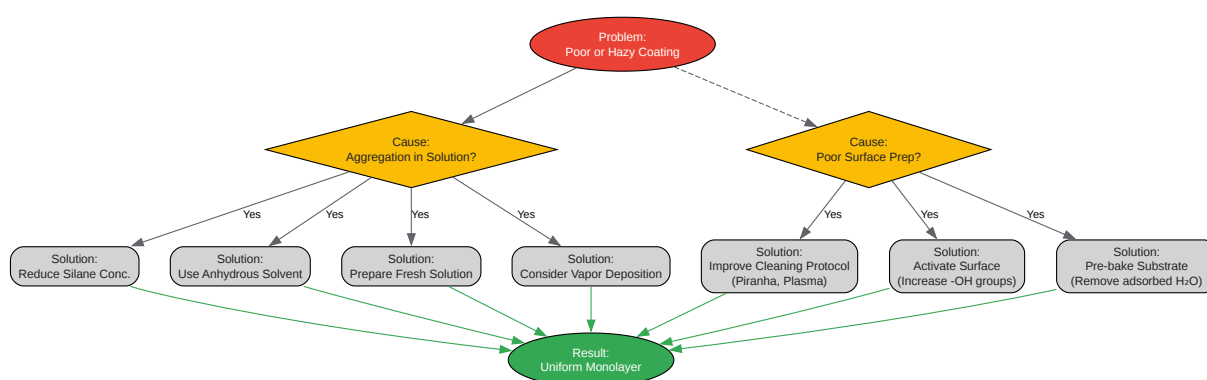 Problem:
Poor or Hazy Coating
Cause:
Aggregation in Solution?
Cause:
Poor Surface Prep?
Yes
Yes
Yes
Yes
Yes
Yes
Yes
Solution:
Reduce Silane Conc.
Solution:
Use Anhydrous Solvent
Solution:
Prepare Fresh Solution
Solution:
Consider Vapor Deposition
Solution:
Improve Cleaning Protocol
(Piranha, Plasma)
Solution:
Activate Surface
(Increase -OH groups)
Solution:
Pre-bake Substrate
(Remove adsorbed H₂O)
Result:
Uniform Monolayer